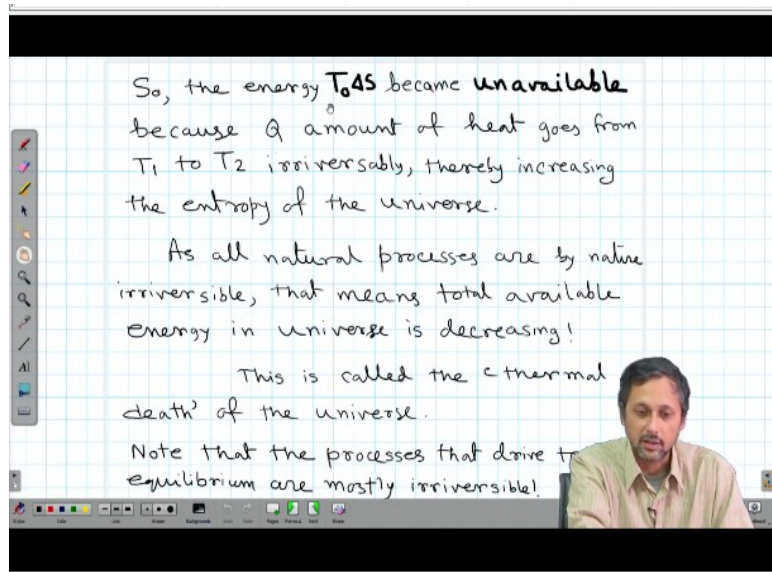 So, the energy T₀ΔS became unavailable
because Q amount of heat goes from
T₁ to T₂ irriversably, thereby increasing
the entropy of the universe.
As all natural processes are by nature
irriversible, that means total available
energy in universe is decreasing!
This is called the 'thermal
death' of the universe.
Note that the processes that drive to
equilibrium are mostly irriversible!